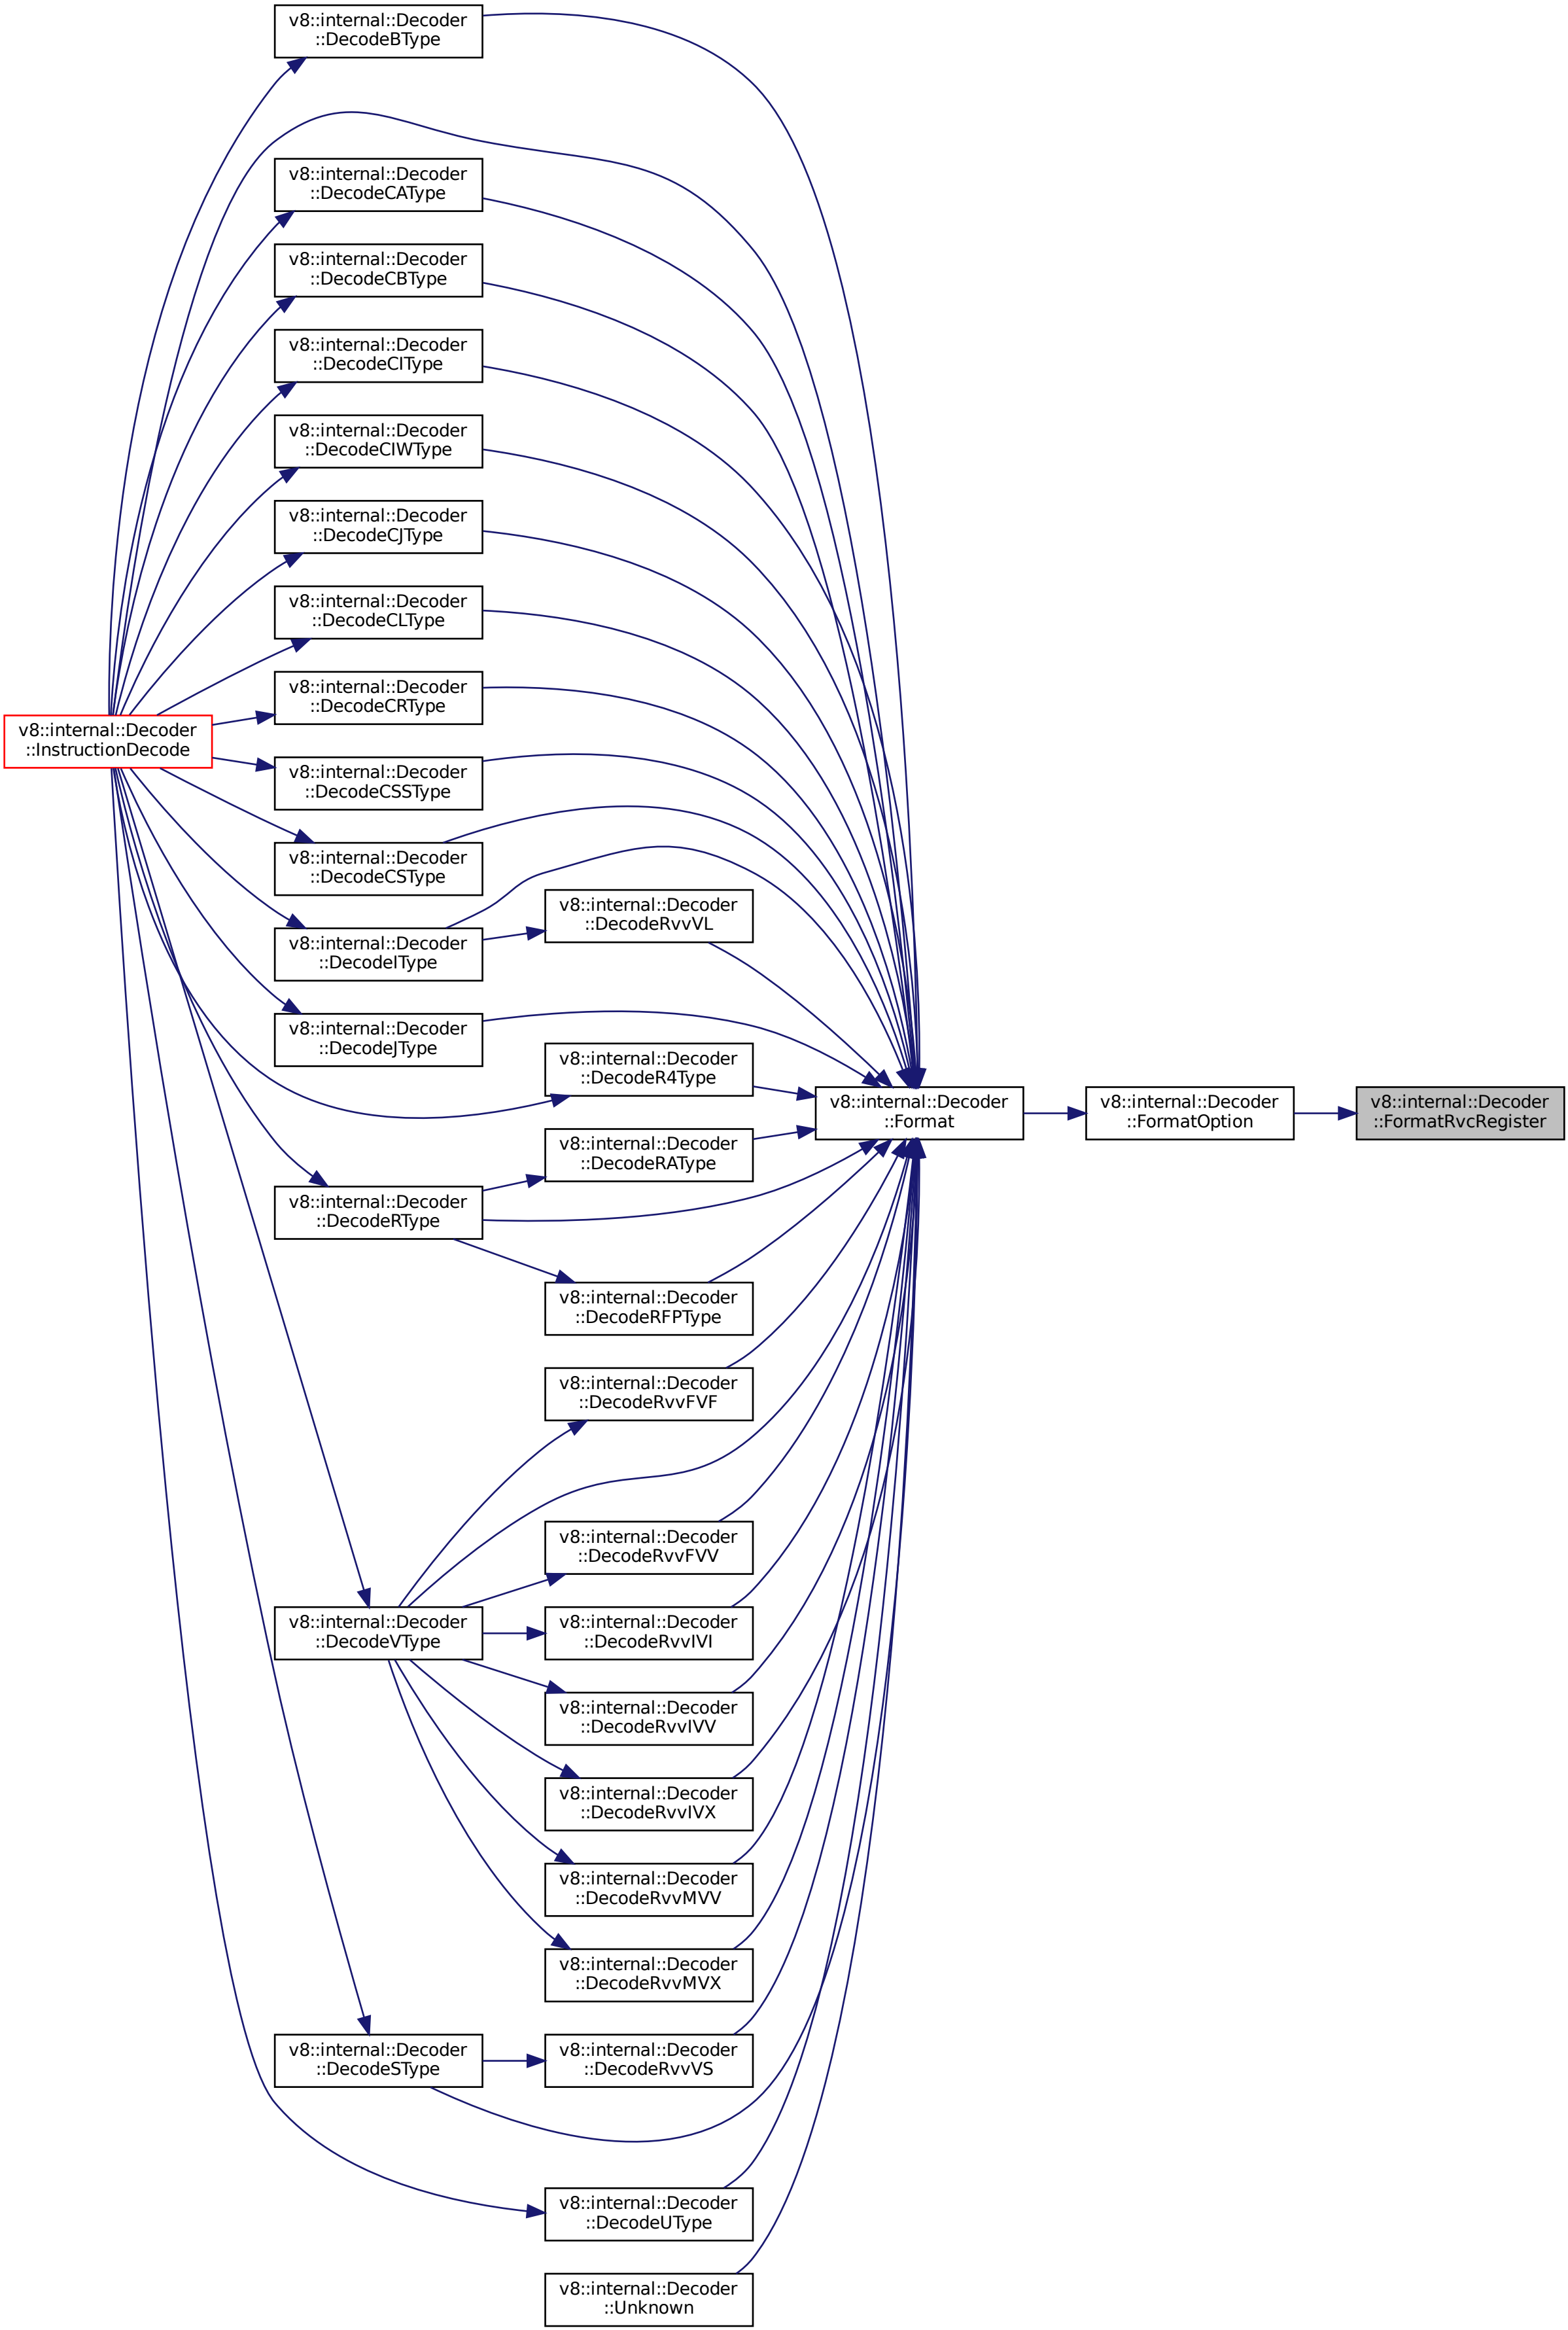 v8::internal::Decoder
::DecodeBType
v8::internal::Decoder
::DecodeCAType
v8::internal::Decoder
::DecodeCBType
v8::internal::Decoder
::DecodeCIType
v8::internal::Decoder
::DecodeCIWType
v8::internal::Decoder
::DecodeCJType
v8::internal::Decoder
::DecodeCLType
v8::internal::Decoder
::DecodeCRType
v8::internal::Decoder
::InstructionDecode
v8::internal::Decoder
::DecodeCSSType
v8::internal::Decoder
::DecodeCSType
v8::internal::Decoder
::DecodeRvvVL
v8::internal::Decoder
::DecodeIType
v8::internal::Decoder
::DecodeJType
v8::internal::Decoder
::DecodeR4Type
v8::internal::Decoder
::Format
v8::internal::Decoder
::FormatOption
v8::internal::Decoder
::FormatRvcRegister
v8::internal::Decoder
::DecodeRAType
v8::internal::Decoder
::DecodeRType
v8::internal::Decoder
::DecodeRFPType
v8::internal::Decoder
::DecodeRvvFVF
v8::internal::Decoder
::DecodeRvvFVV
v8::internal::Decoder
::DecodeVType
v8::internal::Decoder
::DecodeRvvIVI
v8::internal::Decoder
::DecodeRvvIVV
v8::internal::Decoder
::DecodeRvvIVX
v8::internal::Decoder
::DecodeRvvMVV
v8::internal::Decoder
::DecodeRvvMVX
v8::internal::Decoder
::DecodeSType
v8::internal::Decoder
::DecodeRvvVS
v8::internal::Decoder
::DecodeUType
v8::internal::Decoder
::Unknown